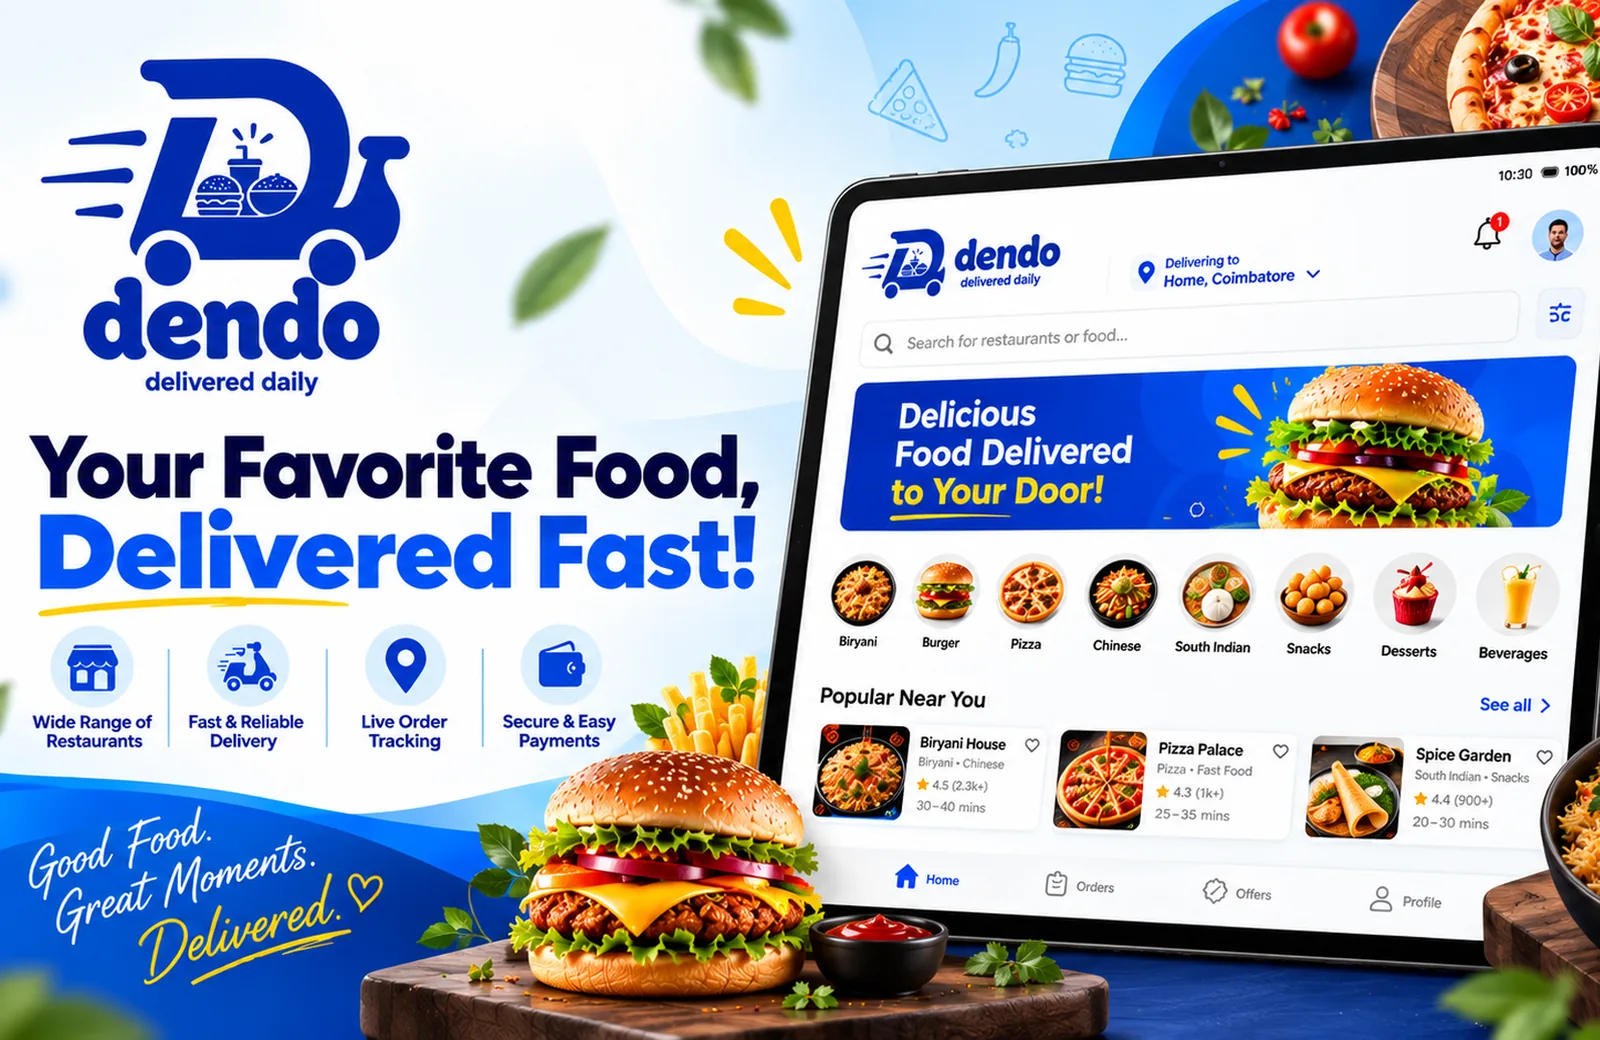 dendo
delivered daily
Your Favorite Food,
Delivered Fast!
Wide Range of
Restaurants
Fast & Reliable
Delivery
Live Order
Tracking
Secure & Easy
Payments
Good Food.
Great Moments.
Delivered.
10:30 100%
dendo
delivered daily
Delivering to
Home, Coimbatore
1
Search for restaurants or food...
Delicious
Food Delivered
to Your Door!
Biryani
Burger
Pizza
Chinese
South Indian
Snacks
Desserts
Beverages
Popular Near You
See all
Biryani House
Biryani • Chinese
4.5 (2.3k+)
30–40 mins
Pizza Palace
Pizza • Fast Food
4.3 (1k+)
25–35 mins
Spice Garden
South Indian • Snacks
4.4 (900+)
20–30 mins
Home
Orders
Offers
Profile